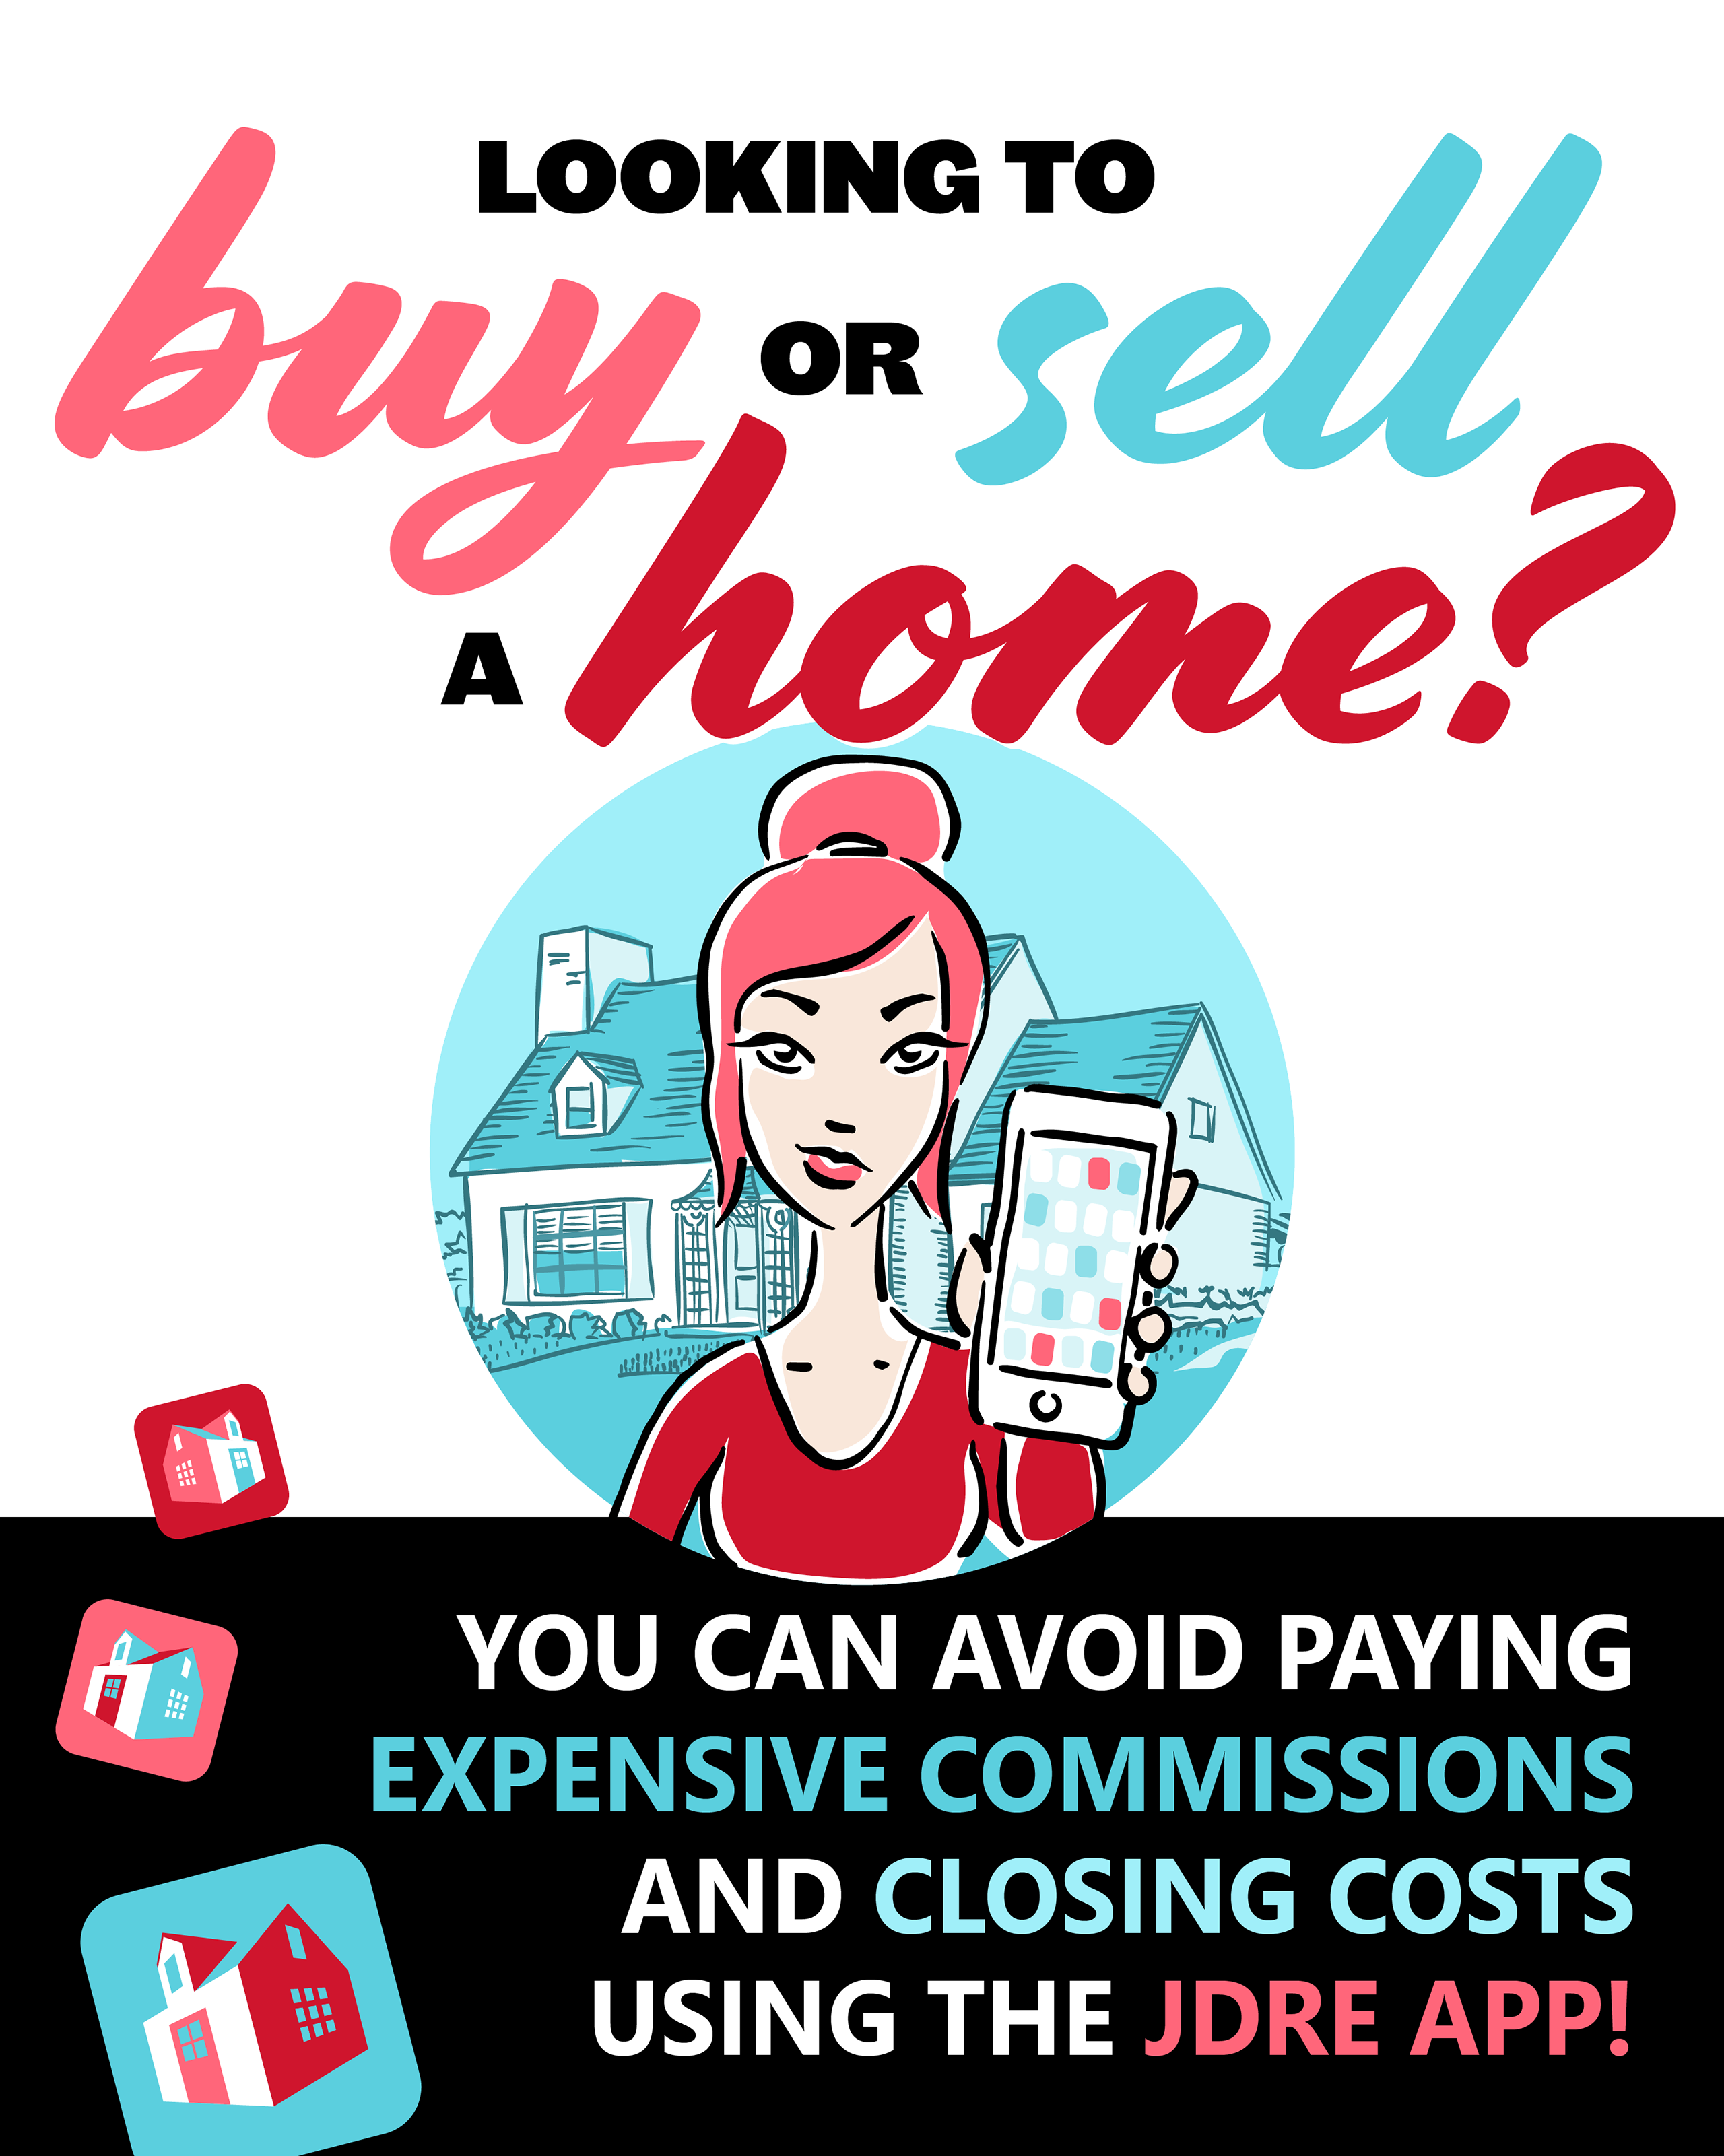 LOOKING TO
buy OR sell
A home?
YOU CAN AVOID PAYING
EXPENSIVE COMMISSIONS
AND CLOSING COSTS
USING THE JDRE APP!